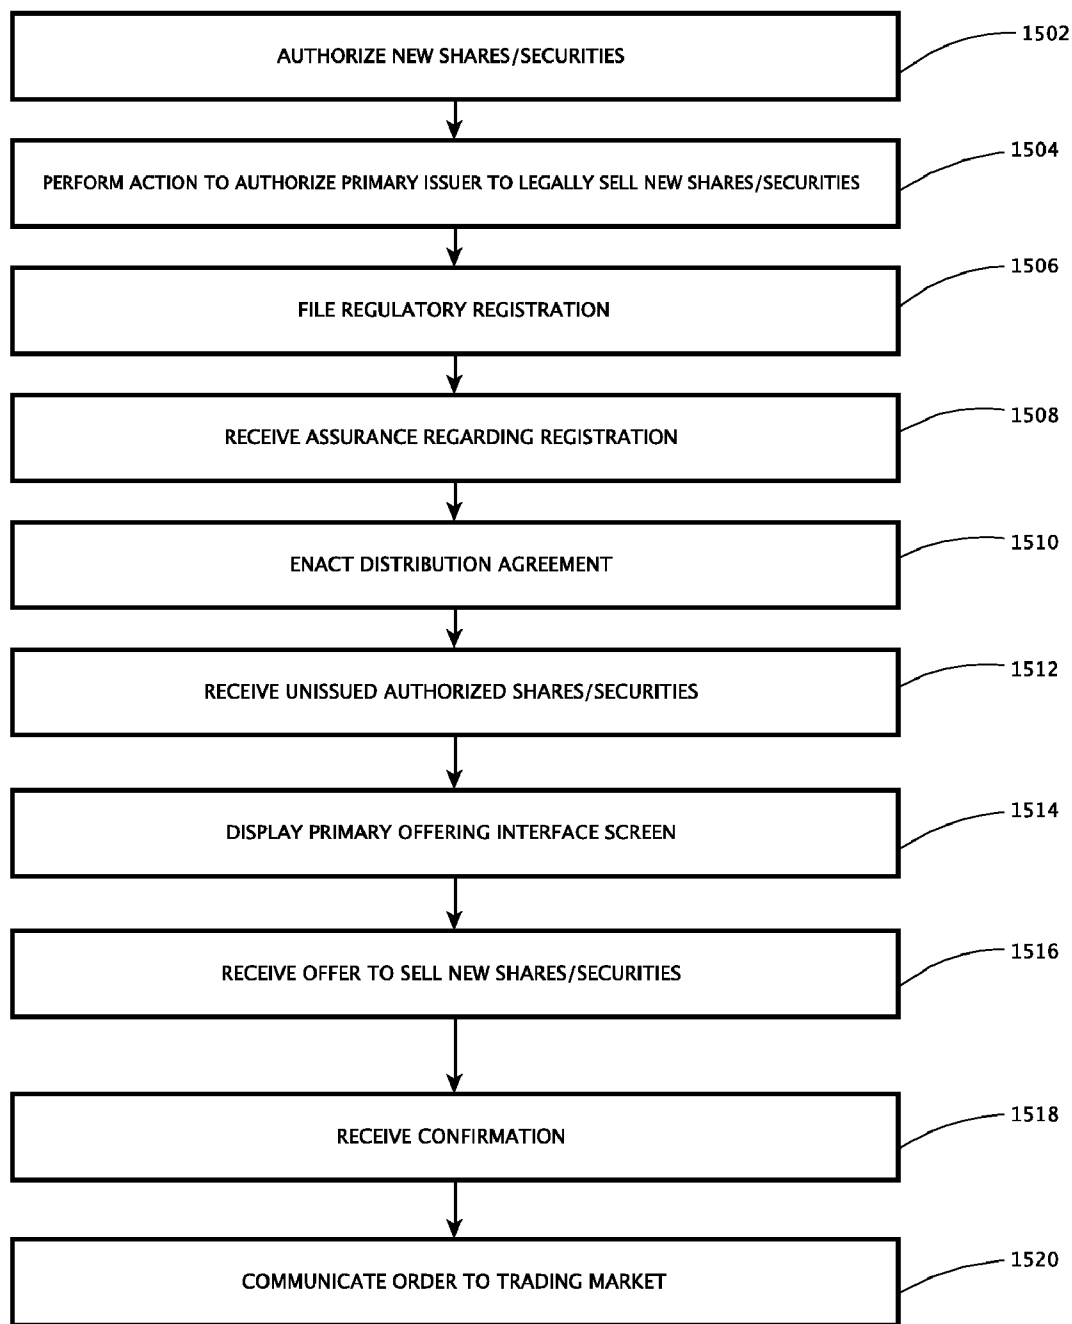 AUTHORIZE NEW SHARES/SECURITIES
1502
PERFORM ACTION TO AUTHORIZE PRIMARY ISSUER TO LEGALLY SELL NEW SHARES/SECURITIES
1504
FILE REGULATORY REGISTRATION
1506
RECEIVE ASSURANCE REGARDING REGISTRATION
1508
ENACT DISTRIBUTION AGREEMENT
1510
RECEIVE UNISSUED AUTHORIZED SHARES/SECURITIES
1512
DISPLAY PRIMARY OFFERING INTERFACE SCREEN
1514
RECEIVE OFFER TO SELL NEW SHARES/SECURITIES
1516
RECEIVE CONFIRMATION
1518
COMMUNICATE ORDER TO TRADING MARKET
1520